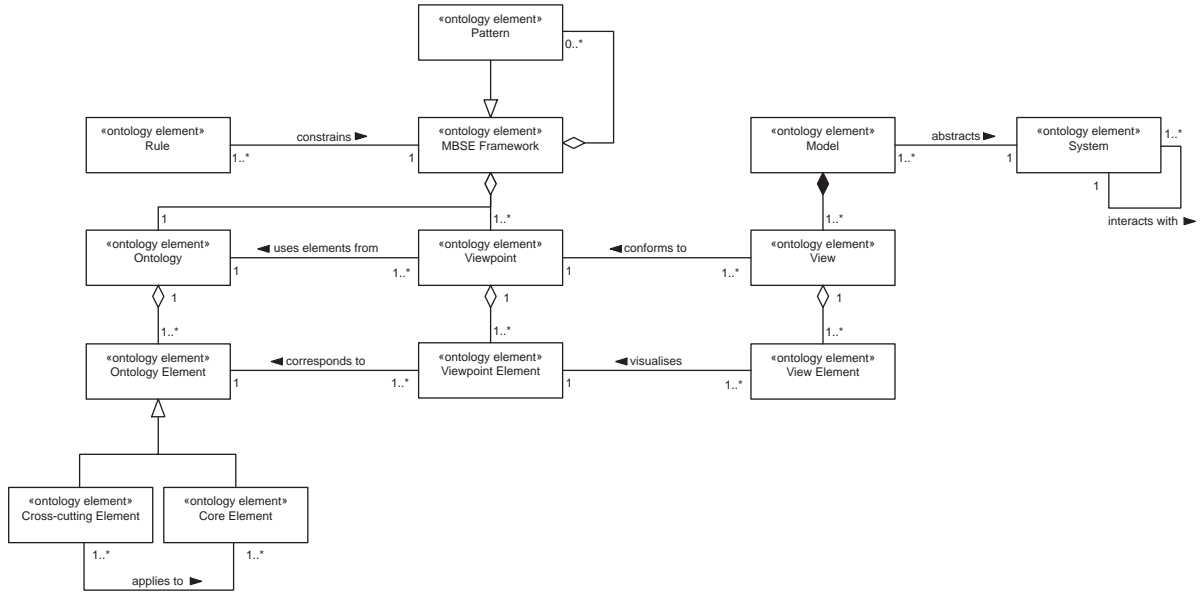 «ontology element»
Pattern
0..*
«ontology element»
Rule
constrains
1..*
1
«ontology element»
MBSE Framework
«ontology element»
Model
abstracts
1..*
1
«ontology element»
System
1..*
1
interacts with
1
1..*
1..*
«ontology element»
Ontology
uses elements from
1
1..*
«ontology element»
Viewpoint
conforms to
1
1..*
«ontology element»
View
1
1..*
1
1..*
1
1..*
«ontology element»
Ontology Element
corresponds to
1
1..*
«ontology element»
Viewpoint Element
visualises
1
1..*
«ontology element»
View Element
«ontology element»
Cross-cutting Element
«ontology element»
Core Element
1..*
1..*
applies to